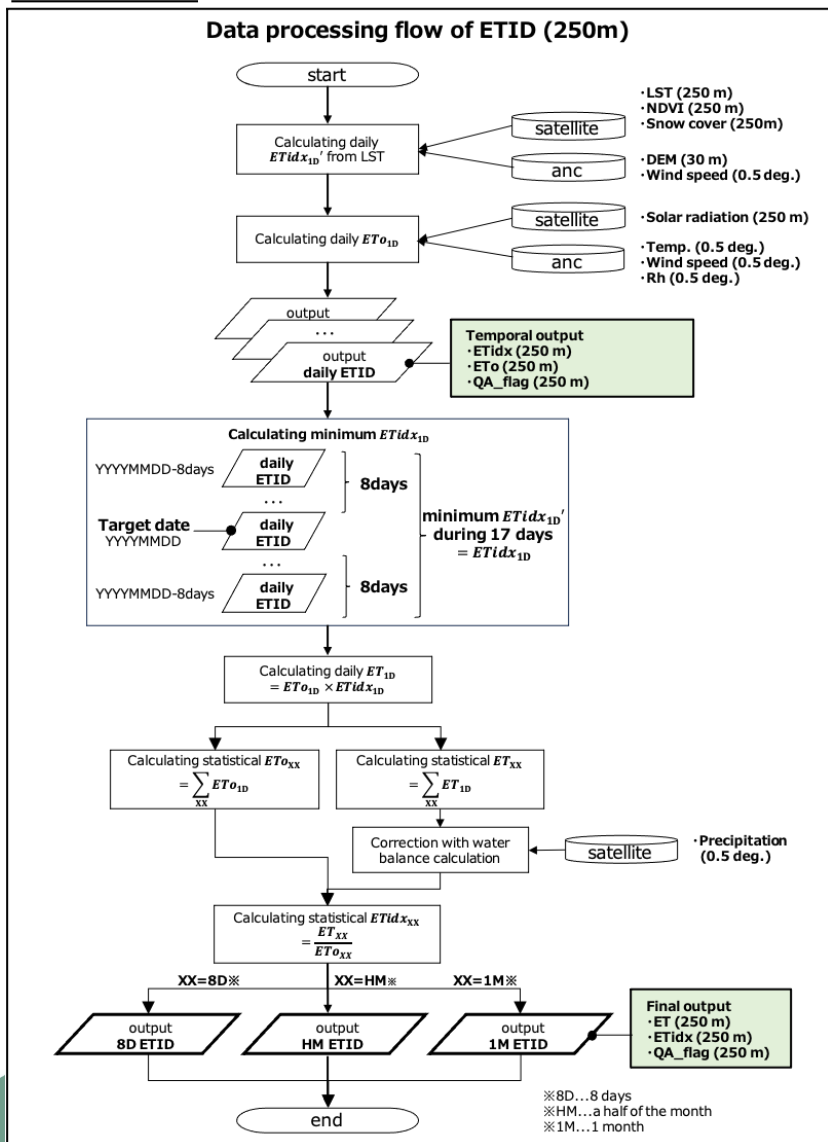 Data processing flow of ETID (250m)
start
Calculating daily
ETidx1D′ from LST
satellite
·LST (250 m)
·NDVI (250 m)
·Snow cover (250m)
anc
·DEM (30 m)
·Wind speed (0.5 deg.)
Calculating daily ETo1D
satellite
·Solar radiation (250 m)
anc
·Temp. (0.5 deg.)
·Wind speed (0.5 deg.)
·Rh (0.5 deg.)
output
...
output
daily ETID
Temporal output
·ETidx (250 m)
·ETo (250 m)
·QA_flag (250 m)
Calculating minimum ETidx1D
YYYYMMDD-8days
daily
ETID
8days
...
Target date
YYYYMMDD
daily
ETID
minimum ETidx1D′
during 17 days
= ETidx1D
...
YYYYMMDD-8days
daily
ETID
8days
Calculating daily ET1D
= ETo1D × ETidx1D
Calculating statistical EToXX
= ∑XX ETo1D
Calculating statistical ETXX
= ∑XX ET1D
Correction with water
balance calculation
satellite
·Precipitation
(0.5 deg.)
Calculating statistical ETidxXX
= ETXX / EToXX
XX=8D※
XX=HM※
XX=1M※
output
8D ETID
output
HM ETID
output
1M ETID
Final output
·ET (250 m)
·ETidx (250 m)
·QA_flag (250 m)
end
※8D...8 days
※HM...a half of the month
※1M...1 month